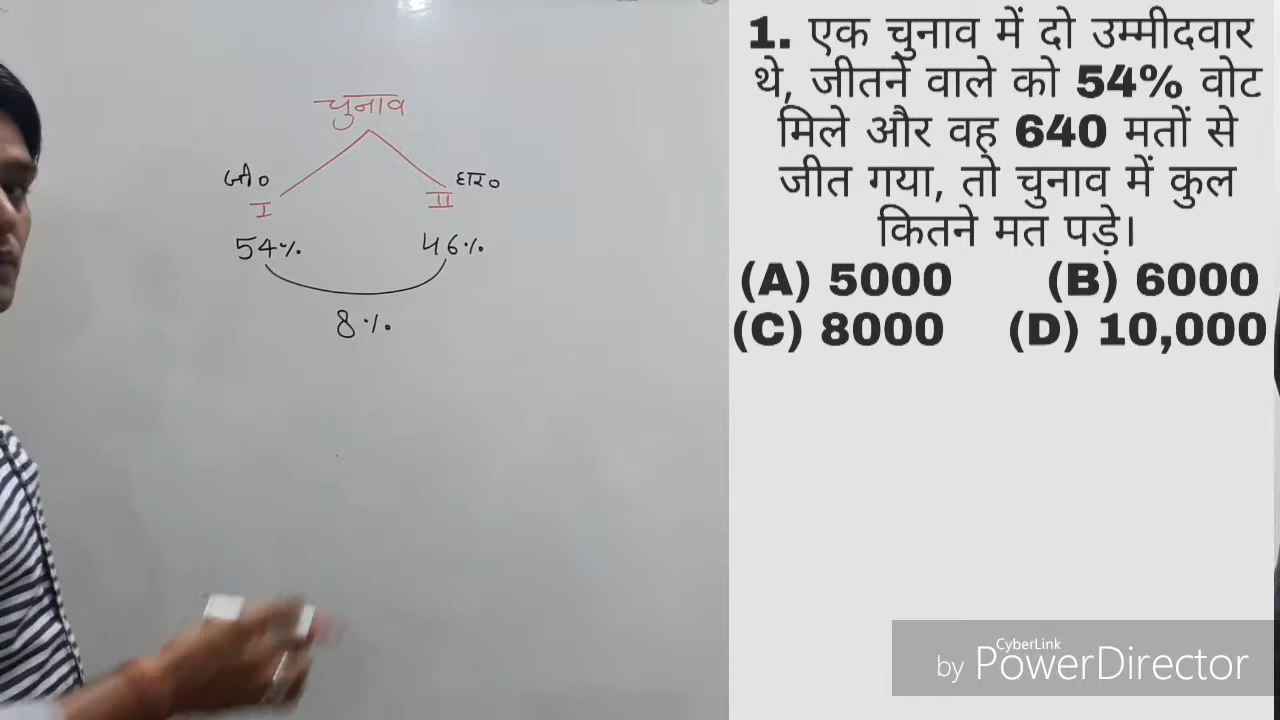 चुनाव
जी० हार०
I II
54% 46%
8%
1. एक चुनाव में दो उम्मीदवार
थे, जीतने वाले को 54% वोट
मिले और वह 640 मतों से
जीत गया, तो चुनाव में कुल
कितने मत पड़े।
(A) 5000 (B) 6000
(C) 8000 (D) 10,000
by CyberLink PowerDirector